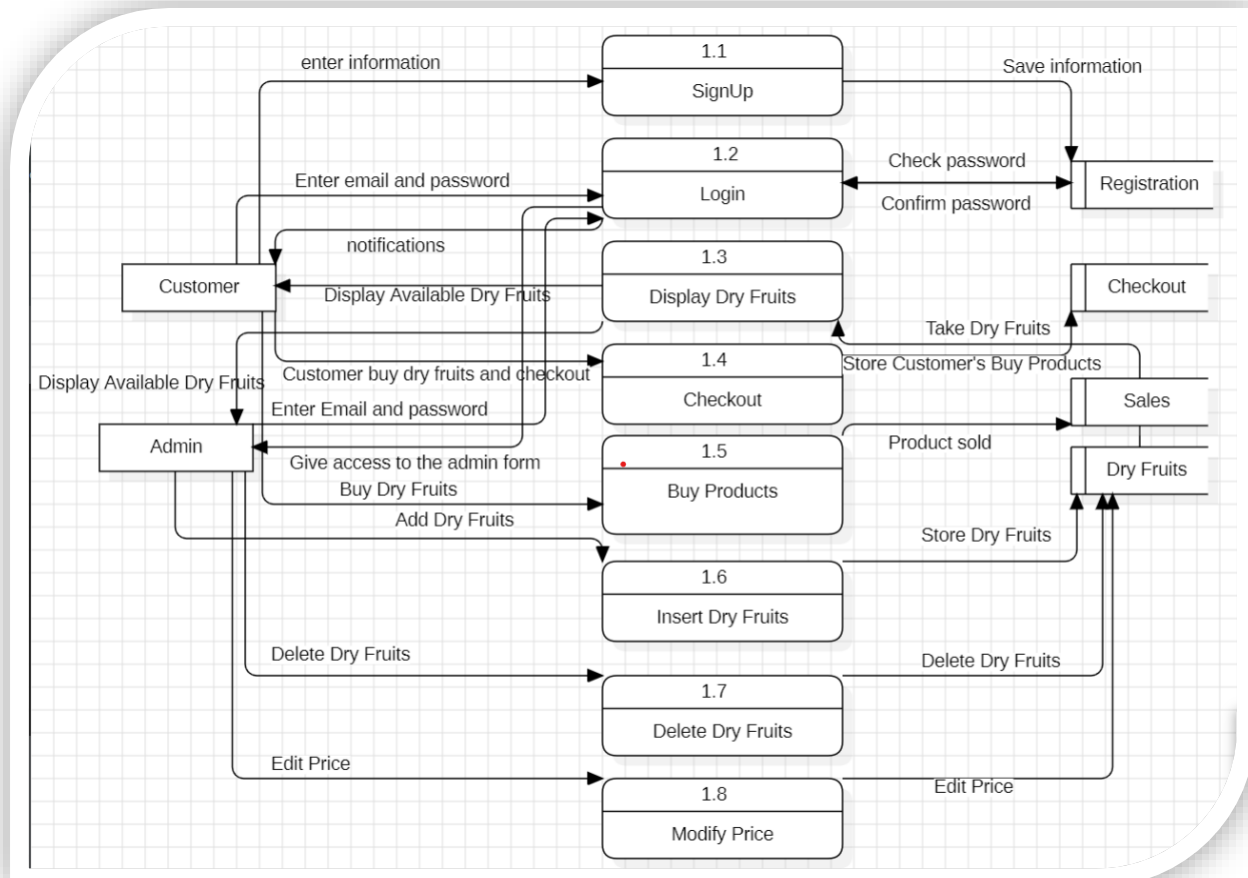 1.1
enter information
Save information
SignUp
1.2
Check password
Enter email and password
Login
Registration
Confirm password
notifications
1.3
Customer
Display Available Dry Fruits
Display Dry Fruits
Checkout
Take Dry Fruits
1.4
Store Customer's Buy Products
Customer buy dry fruits and checkout
Display Available Dry Fruits
Checkout
Sales
Enter Email and password
Admin
Product sold
1.5
Give access to the admin form
Dry Fruits
Buy Dry Fruits
Buy Products
Add Dry Fruits
Store Dry Fruits
1.6
Insert Dry Fruits
Delete Dry Fruits
Delete Dry Fruits
1.7
Delete Dry Fruits
Edit Price
Edit Price
1.8
Modify Price